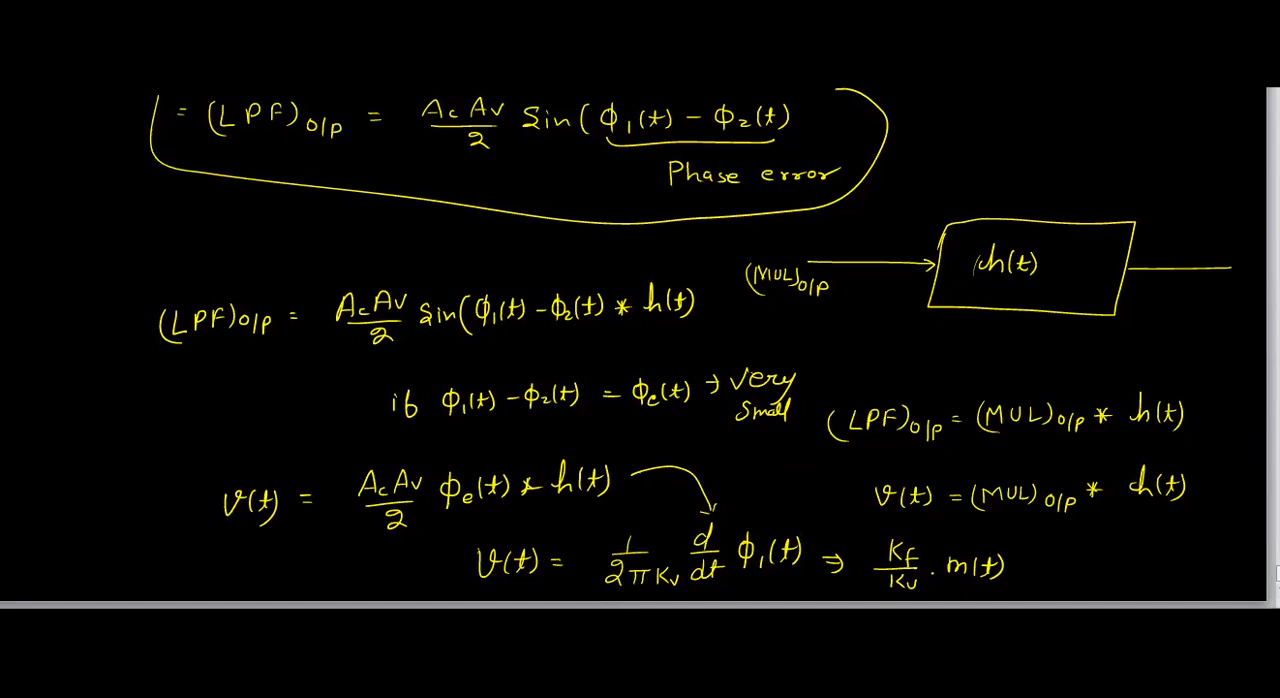 = (LPF)o/p = AcAv/2 Sin(ϕ1(t) - ϕ2(t)
Phase error
(MUL)o/p
h(t)
(LPF)o/p = AcAv/2 sin(ϕ1(t) - ϕ2(t) * h(t)
if ϕ1(t) - ϕ2(t) = ϕe(t) → very small
(LPF)o/p = (MUL)o/p * h(t)
v(t) = AcAv/2 ϕe(t) * h(t)
v(t) = (MUL)o/p * h(t)
v(t) = 1/2πKv d/dt ϕ1(t) ⇒ Kf/Kv . m(t)